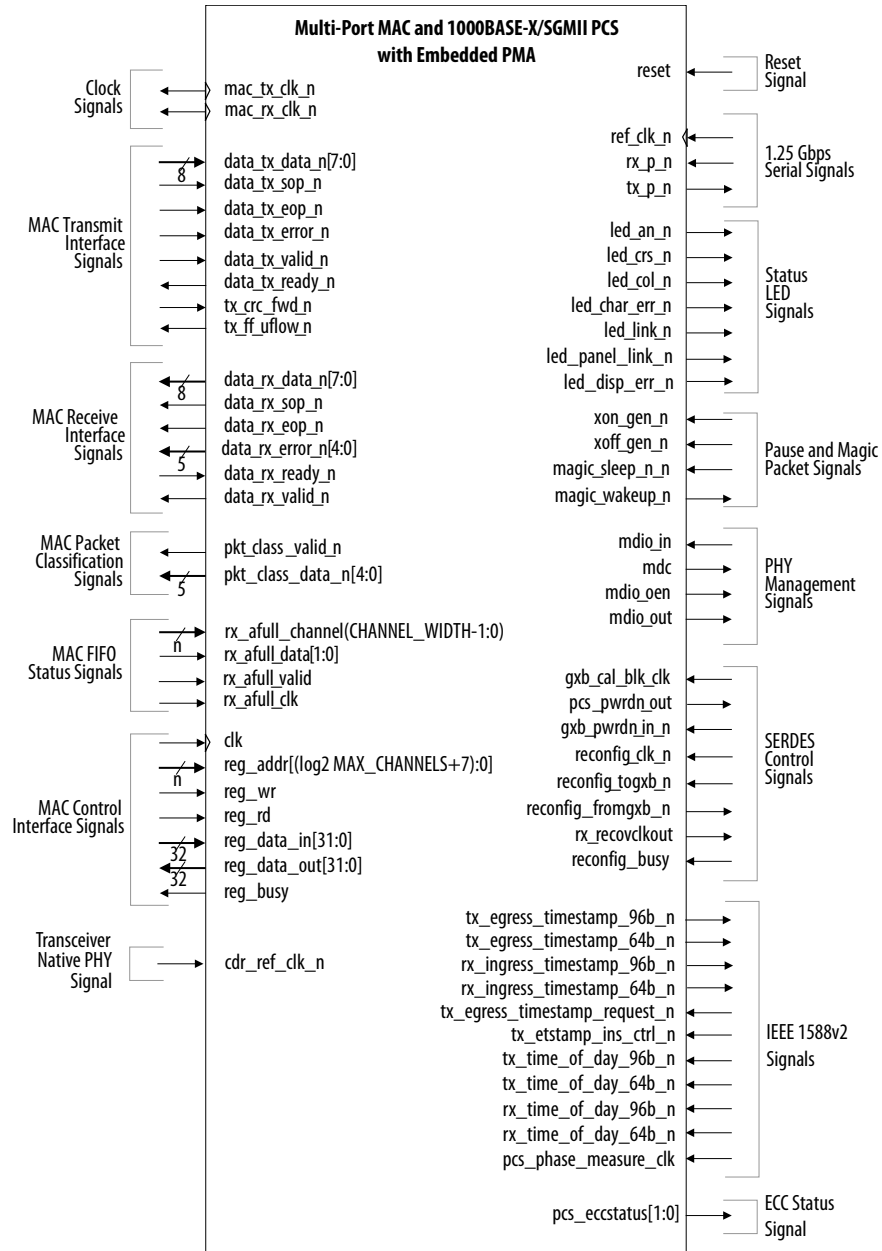 Multi-Port MAC and 1000BASE-X/SGMII PCS
with Embedded PMA
Clock
Signals
mac_tx_clk_n
mac_rx_clk_n
MAC Transmit
Interface
Signals
data_tx_data_n[7:0]
8
data_tx_sop_n
data_tx_eop_n
data_tx_error_n
data_tx_valid_n
data_tx_ready_n
tx_crc_fwd_n
tx_ff_uflow_n
MAC Receive
Interface
Signals
data_rx_data_n[7:0]
8
data_rx_sop_n
data_rx_eop_n
data_rx_error_n[4:0]
5
data_rx_ready_n
data_rx_valid_n
MAC Packet
Classification
Signals
pkt_class_valid_n
pkt_class_data_n[4:0]
5
MAC FIFO
Status Signals
rx_afull_channel(CHANNEL_WIDTH-1:0)
n
rx_afull_data[1:0]
rx_afull_valid
rx_afull_clk
MAC Control
Interface Signals
clk
reg_addr[(log2 MAX_CHANNELS+7):0]
n
reg_wr
reg_rd
reg_data_in[31:0]
32
reg_data_out[31:0]
32
reg_busy
Transceiver
Native PHY
Signal
cdr_ref_clk_n
reset
Reset
Signal
ref_clk_n
rx_p_n
tx_p_n
1.25 Gbps
Serial Signals
led_an_n
led_crs_n
led_col_n
led_char_err_n
led_link_n
led_panel_link_n
led_disp_err_n
Status
LED
Signals
xon_gen_n
xoff_gen_n
magic_sleep_n_n
magic_wakeup_n
Pause and Magic
Packet Signals
mdio_in
mdc
mdio_oen
mdio_out
PHY
Management
Signals
gxb_cal_blk_clk
pcs_pwrdn_out
gxb_pwrdn_in_n
reconfig_clk_n
reconfig_togxb_n
reconfig_fromgxb_n
rx_recovclkout
reconfig_busy
SERDES
Control
Signals
tx_egress_timestamp_96b_n
tx_egress_timestamp_64b_n
rx_ingress_timestamp_96b_n
rx_ingress_timestamp_64b_n
tx_egress_timestamp_request_n
tx_etstamp_ins_ctrl_n
tx_time_of_day_96b_n
tx_time_of_day_64b_n
rx_time_of_day_96b_n
rx_time_of_day_64b_n
pcs_phase_measure_clk
IEEE 1588v2
Signals
pcs_eccstatus[1:0]
ECC Status
Signal